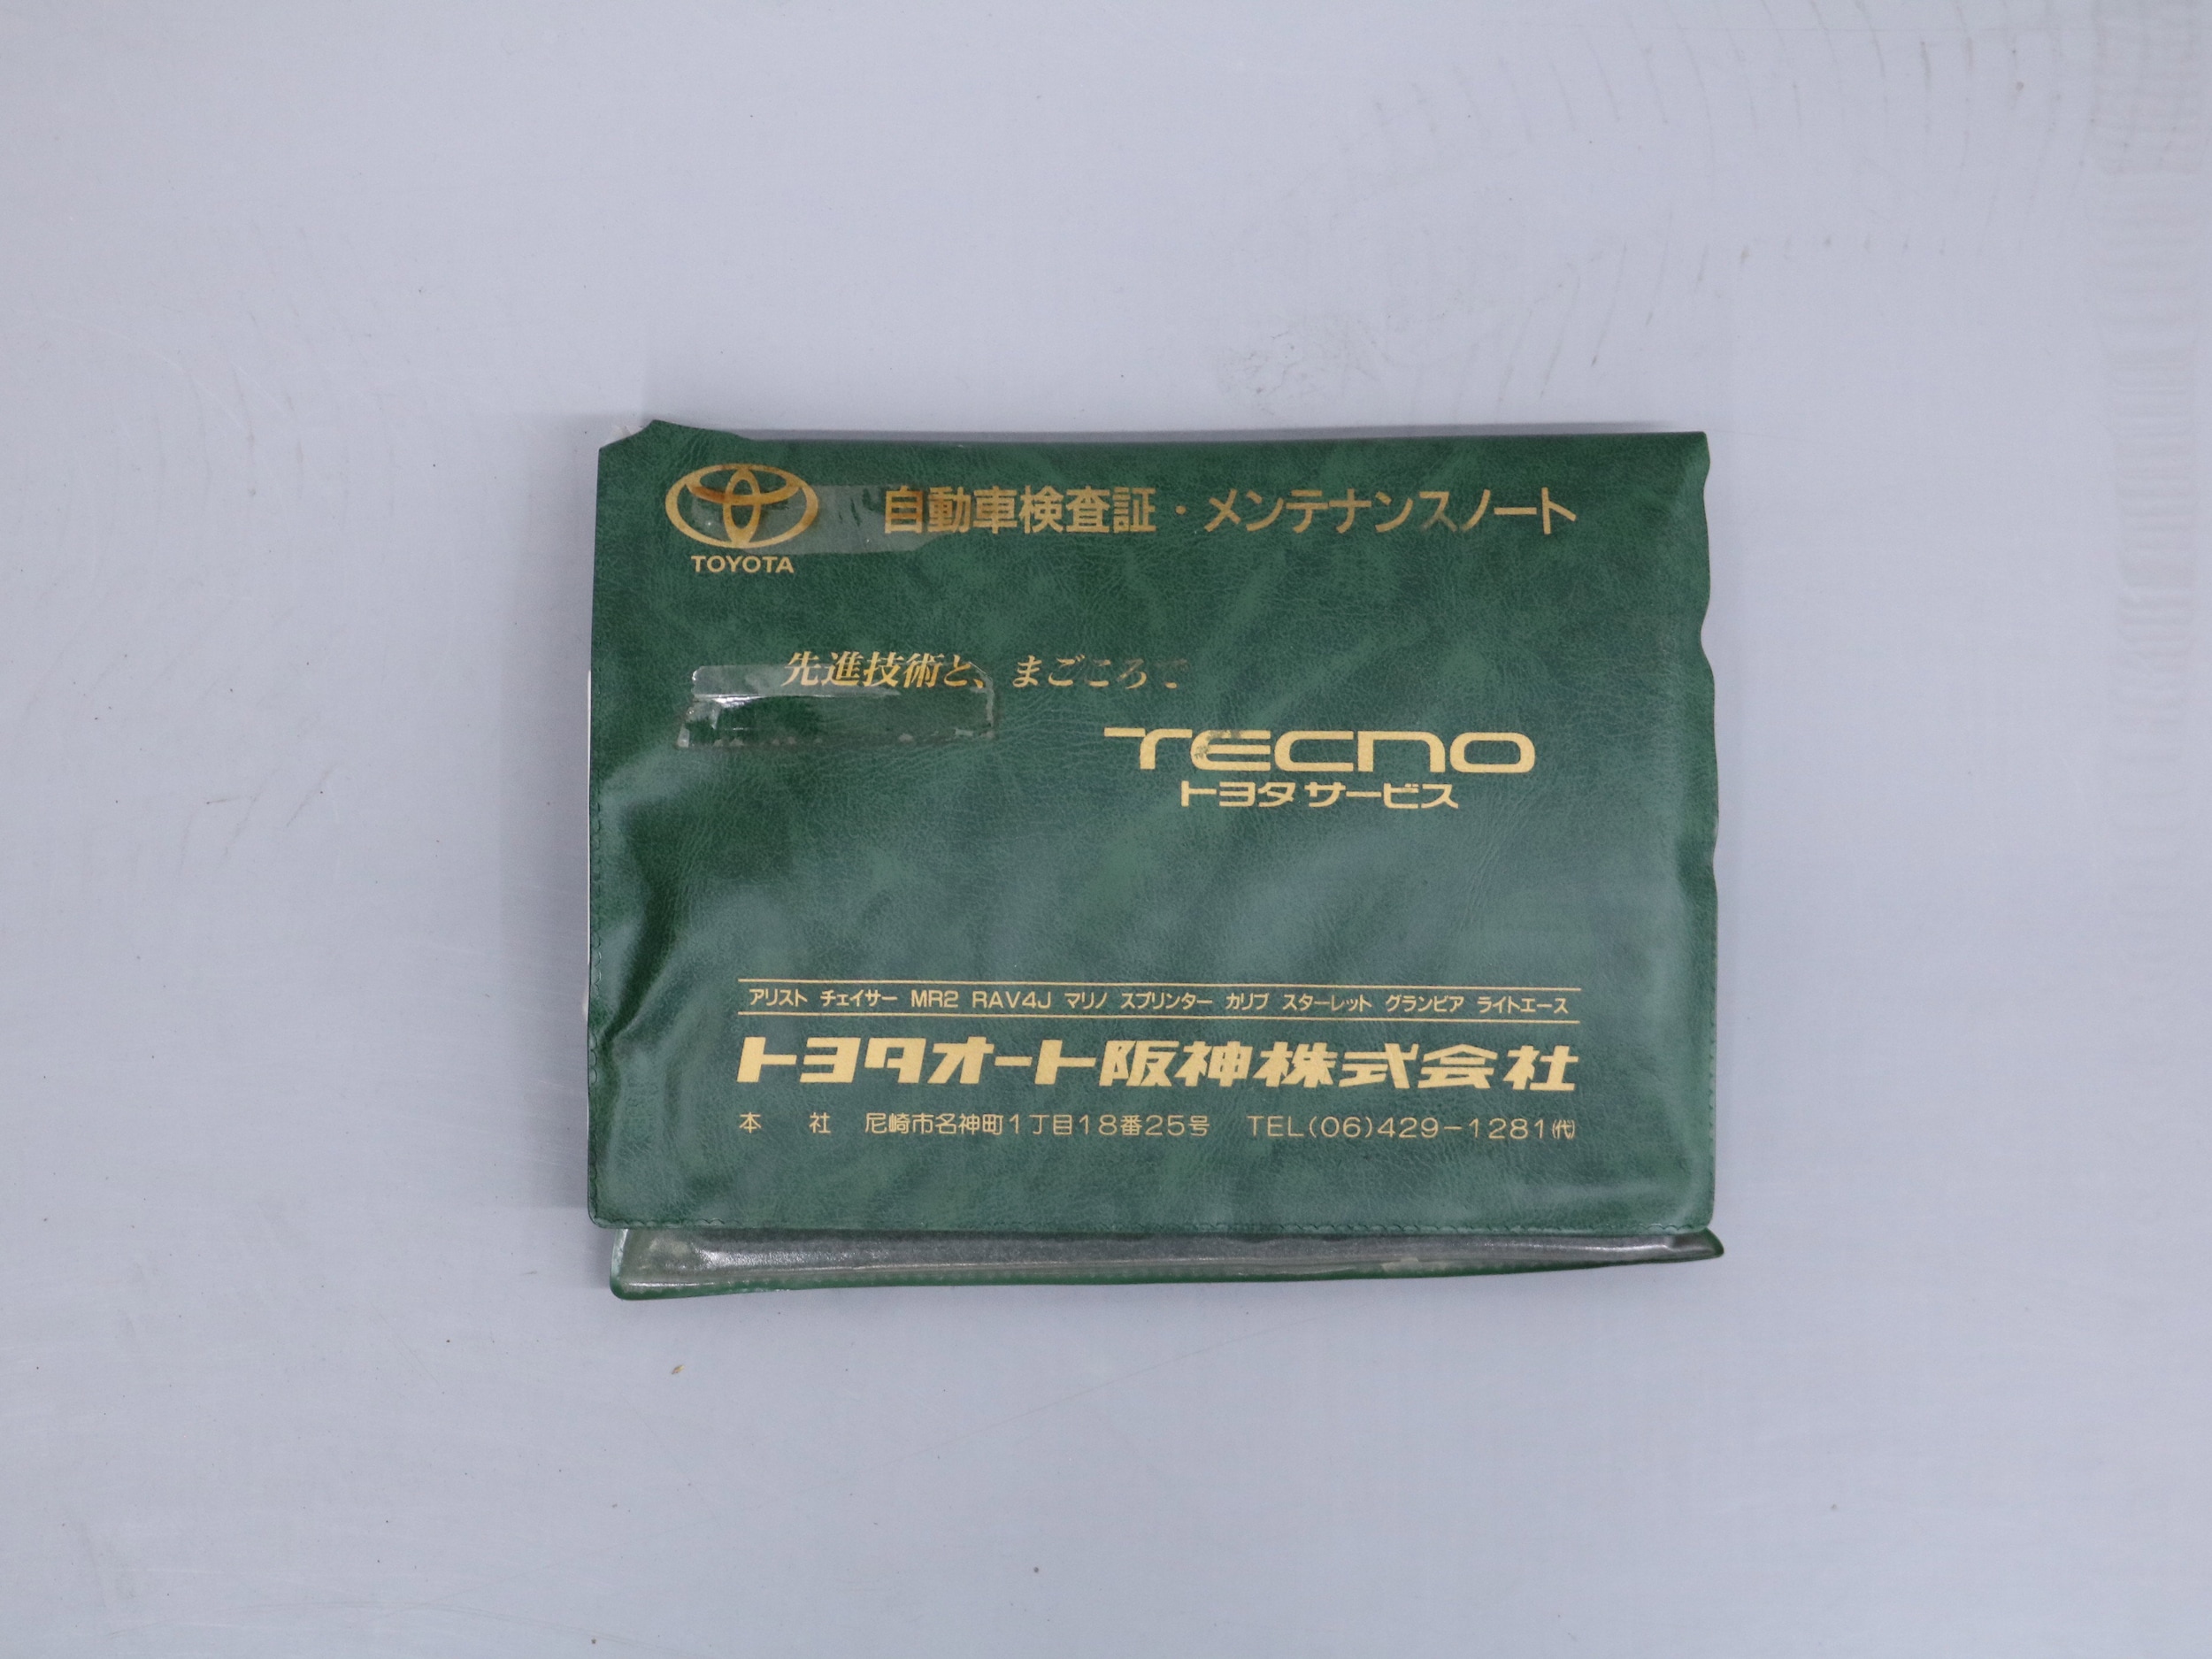 自動車検査証・メンテナンスノート
TOYOTA
先進技術と、まごころで
TECNO
トヨタサービス
アリスト チェイサー MR2 RAV4J マリノ スプリンター カリブ スターレット グランビア ライトエース
トヨタオート阪神株式会社
本 社 尼崎市名神町1丁目18番25号 TEL(06)429-1281(代)